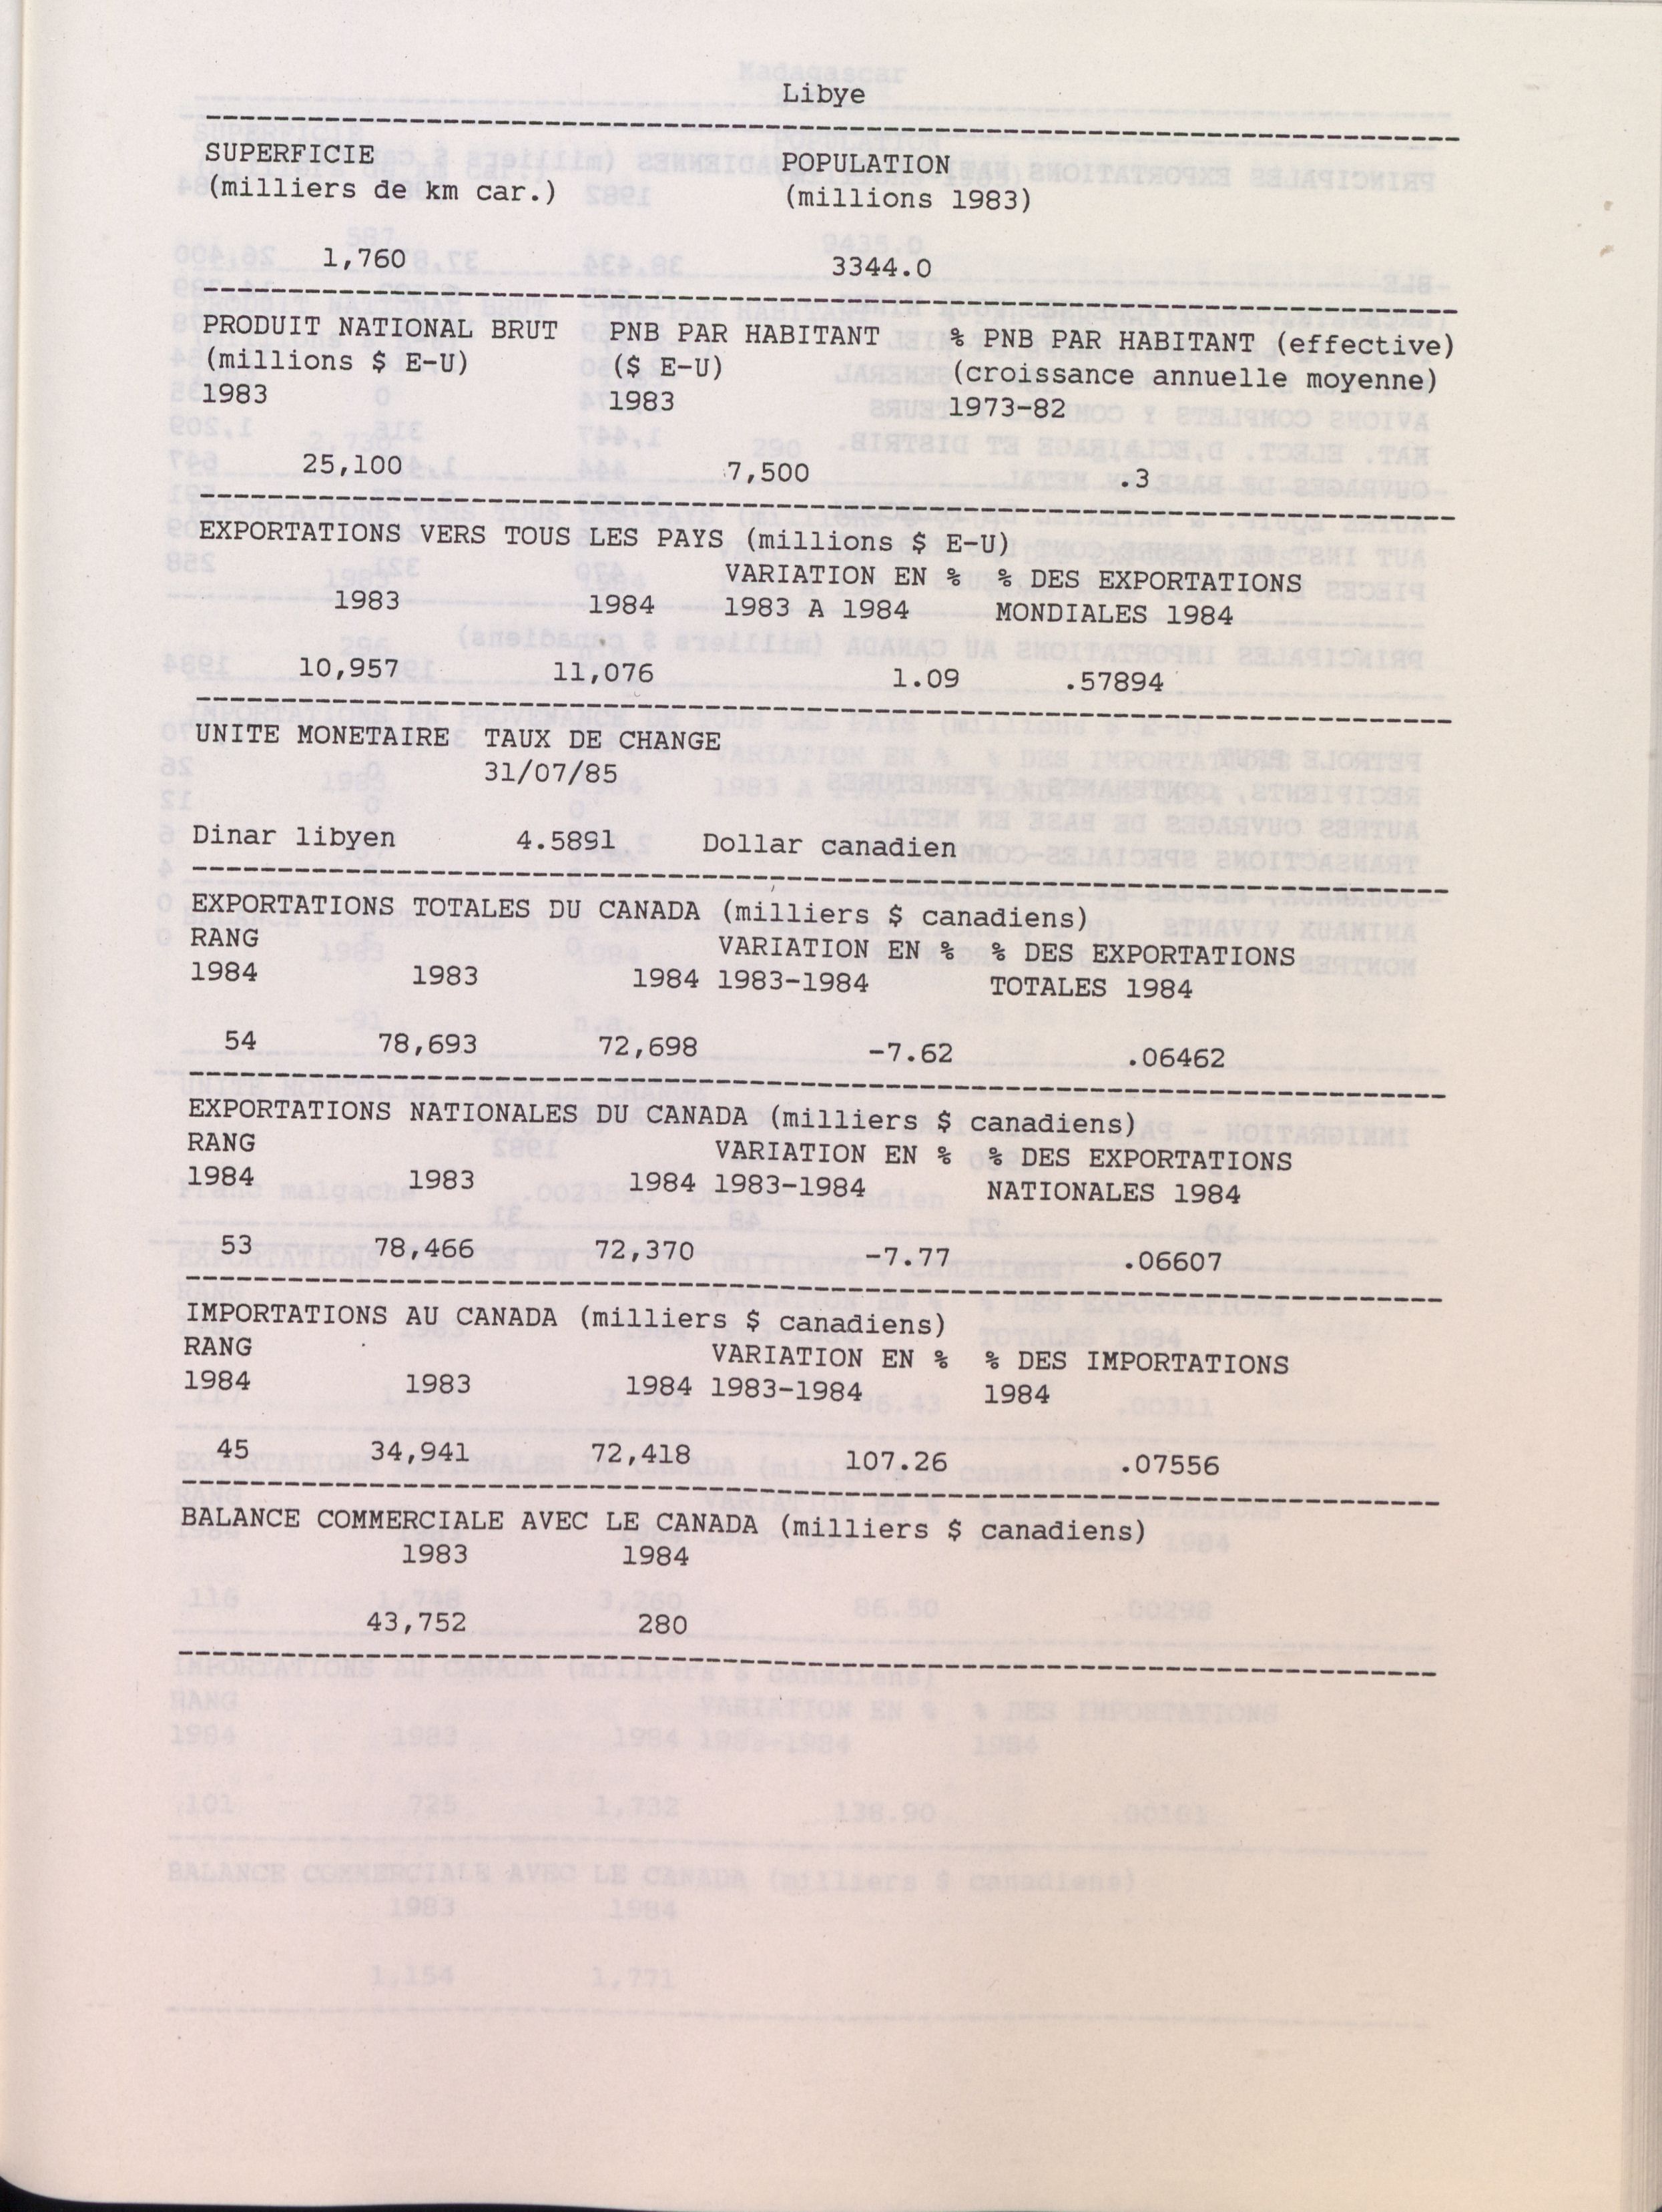 Libye
SUPERFICIE POPULATION
(milliers de km car.) (millions 1983)
1,760 3344.0
PRODUIT NATIONAL BRUT PNB PAR HABITANT % PNB PAR HABITANT (effective)
(millions $ E-U) ($ E-U) (croissance annuelle moyenne)
1983 1983 1973-82
25,100 7,500 .3
EXPORTATIONS VERS TOUS LES PAYS (millions $ E-U)
VARIATION EN % % DES EXPORTATIONS
1983 1984 1983 A 1984 MONDIALES 1984
10,957 11,076 1.09 .57894
UNITE MONETAIRE TAUX DE CHANGE
31/07/85
Dinar libyen 4.5891 Dollar canadien
EXPORTATIONS TOTALES DU CANADA (milliers $ canadiens)
RANG VARIATION EN % % DES EXPORTATIONS
1984 1983 1984 1983-1984 TOTALES 1984
54 78,693 72,698 -7.62 .06462
EXPORTATIONS NATIONALES DU CANADA (milliers $ canadiens)
RANG VARIATION EN % % DES EXPORTATIONS
1984 1983 1984 1983-1984 NATIONALES 1984
53 78,466 72,370 -7.77 .06607
IMPORTATIONS AU CANADA (milliers $ canadiens)
RANG VARIATION EN % % DES IMPORTATIONS
1984 1983 1984 1983-1984 1984
45 34,941 72,418 107.26 .07556
BALANCE COMMERCIALE AVEC LE CANADA (milliers $ canadiens)
1983 1984
43,752 280